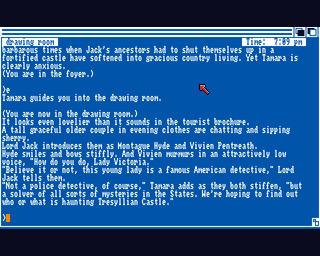 drawing room Time: 7:09 pm
barbarous times when Jack's ancestors had to shut themselves up in a
fortified castle have softened into gracious country living. Yet Tamara is
clearly anxious.
(You are in the foyer.)
>e
Tamara guides you into the drawing room.
(You are now in the drawing room.)
It looks even lovelier than it sounds in the tourist brochure.
A tall graceful older couple in evening clothes are chatting and sipping
sherry.
Lord Jack introduces them as Montague Hyde and Vivien Pentreath.
Hyde smiles and bows stiffly. And Vivien murmurs in an attractively low
voice, "How do you do, Lady Victoria."
"Believe it or not, this young lady is a famous American detective," Lord
Jack tells them.
"Not a police detective, of course," Tamara adds as they both stiffen, "but
a solver of all sorts of mysteries in the States. We're hoping to find out
who or what is haunting Tresyllian Castle."
>